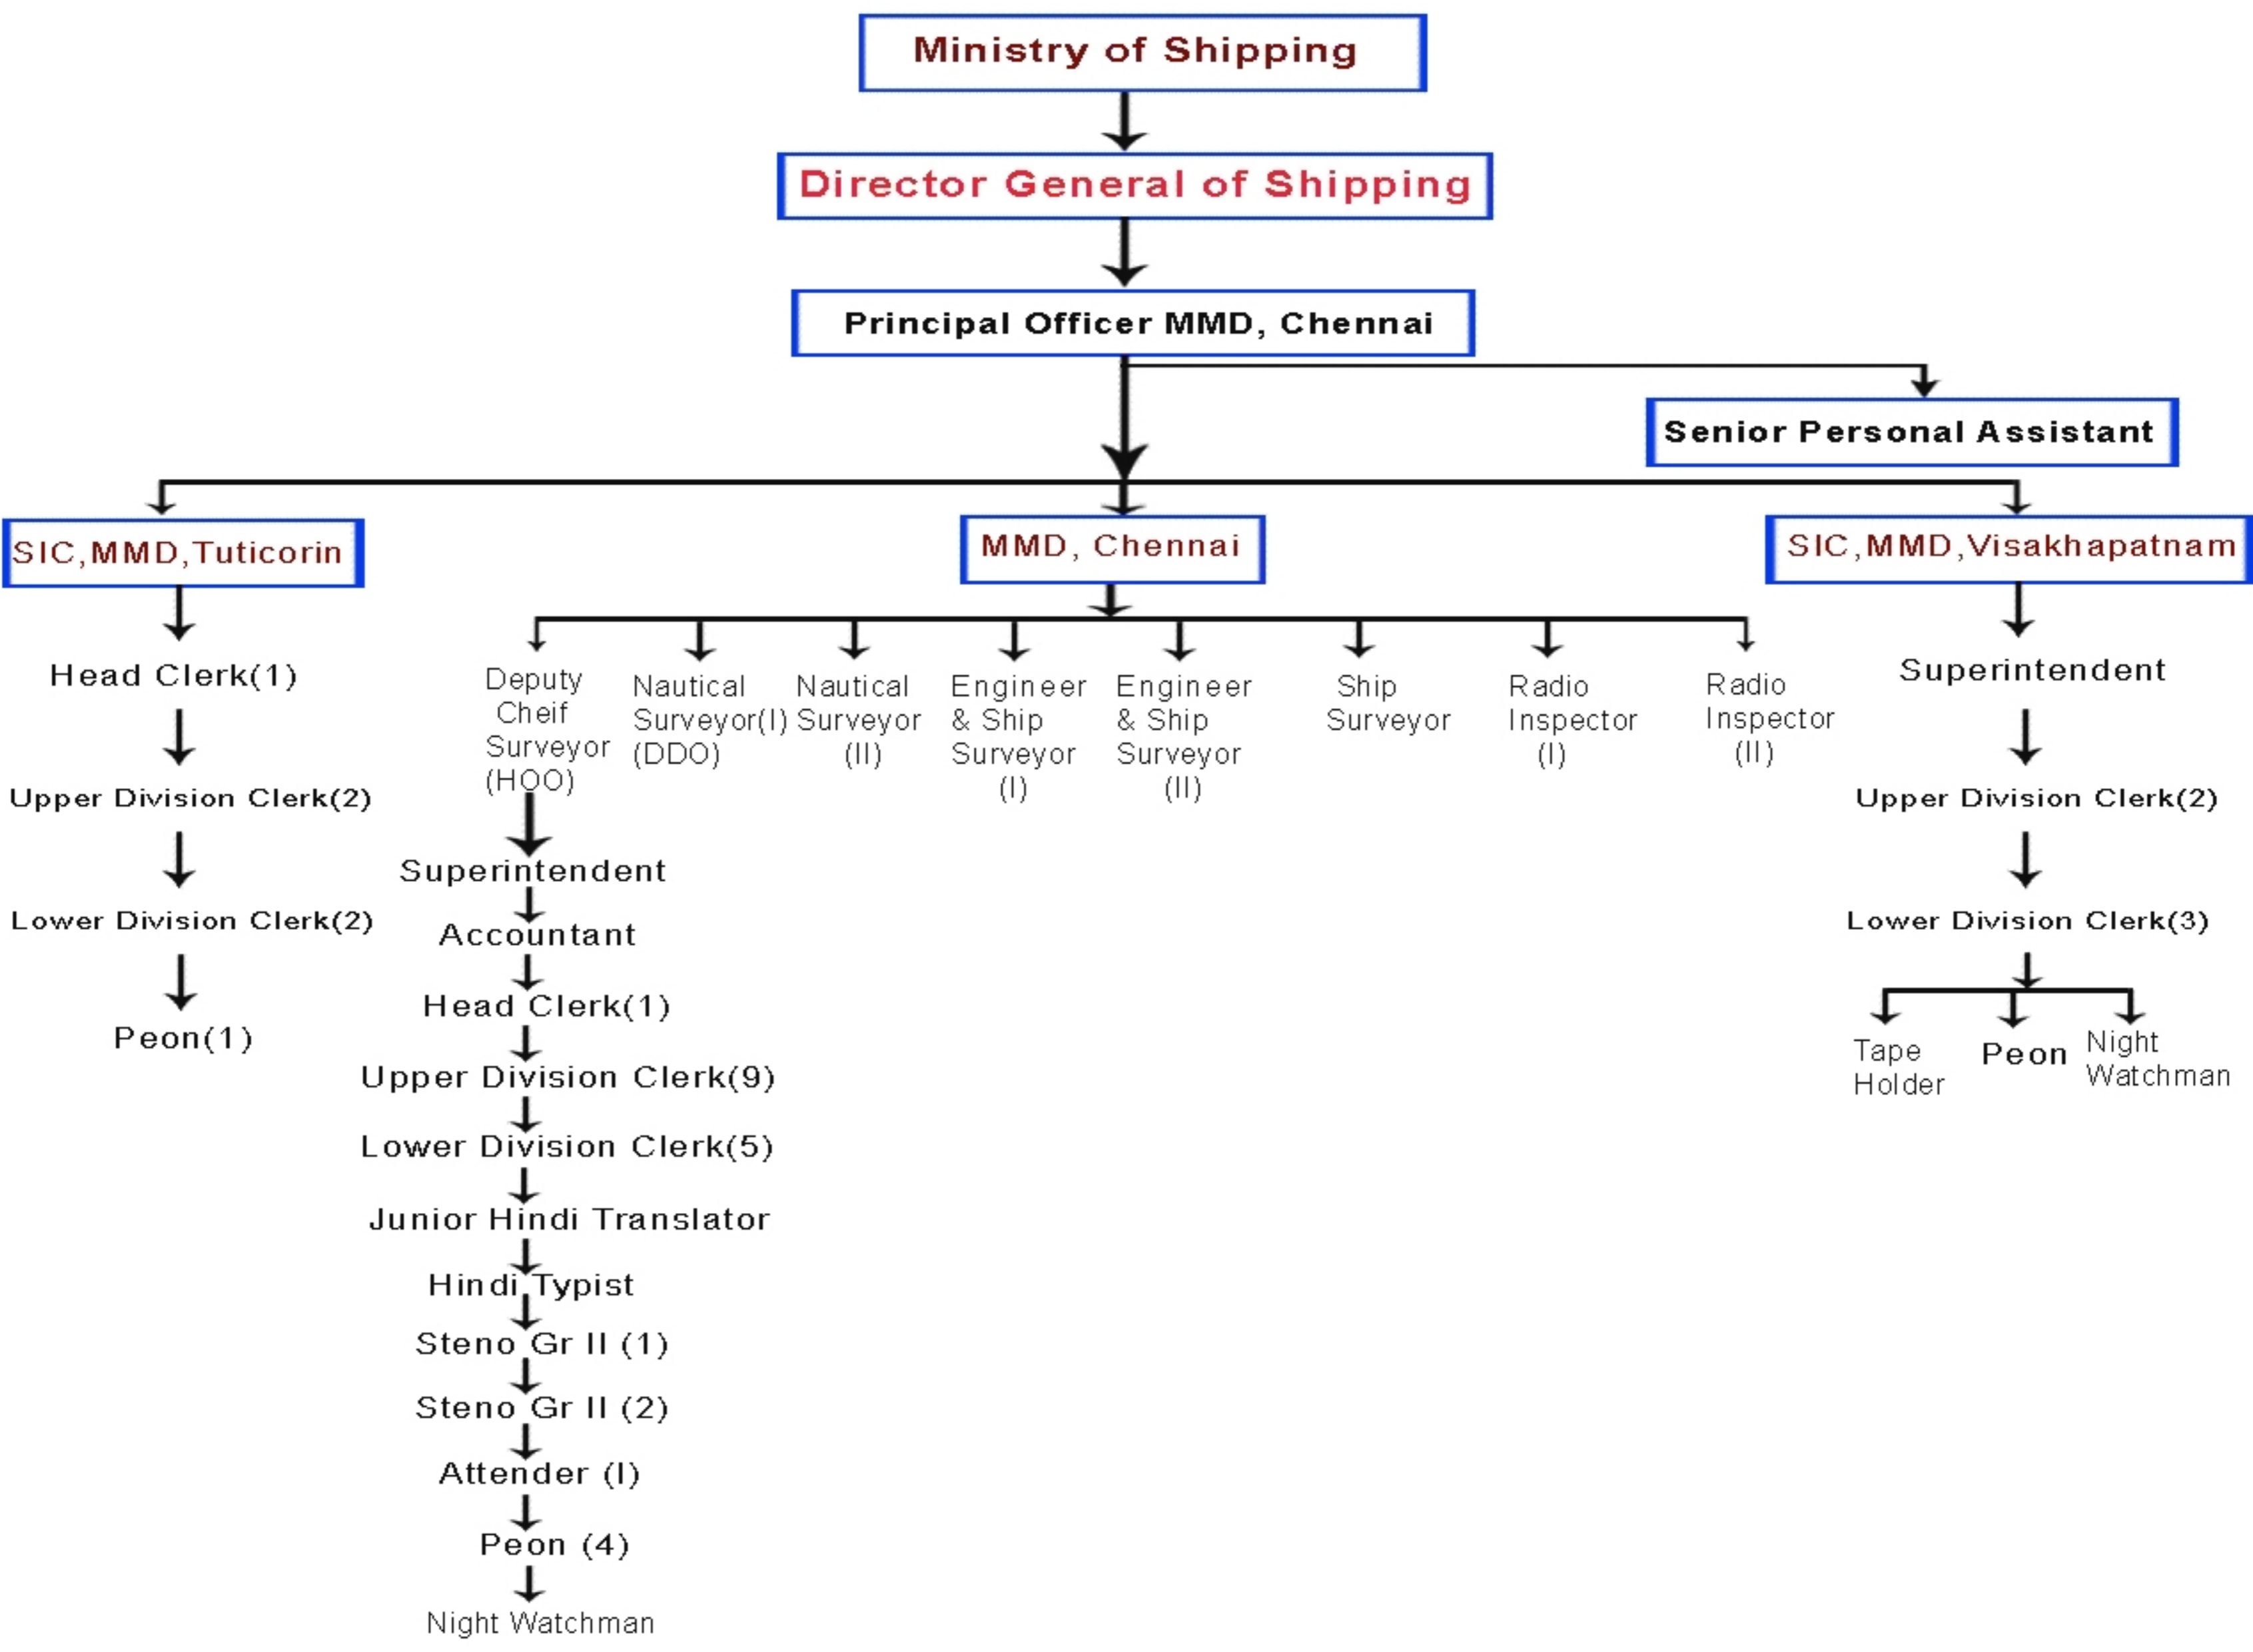 Ministry of Shipping
Director General of Shipping
Principal Officer MMD, Chennai
Senior Personal Assistant
SIC,MMD,Tuticorin
MMD, Chennai
SIC,MMD,Visakhapatnam
Head Clerk(1)
Upper Division Clerk(2)
Lower Division Clerk(2)
Peon(1)
Deputy
Cheif
Surveyor
(HOO)
Nautical
Surveyor(I)
(DDO)
Nautical
Surveyor
(II)
Engineer
& Ship
Surveyor
(I)
Engineer
& Ship
Surveyor
(II)
Ship
Surveyor
Radio
Inspector
(I)
Radio
Inspector
(II)
Superintendent
Accountant
Head Clerk(1)
Upper Division Clerk(9)
Lower Division Clerk(5)
Junior Hindi Translator
Hindi Typist
Steno Gr II (1)
Steno Gr II (2)
Attender (I)
Peon (4)
Night Watchman
Superintendent
Upper Division Clerk(2)
Lower Division Clerk(3)
Tape
Holder
Peon
Night
Watchman